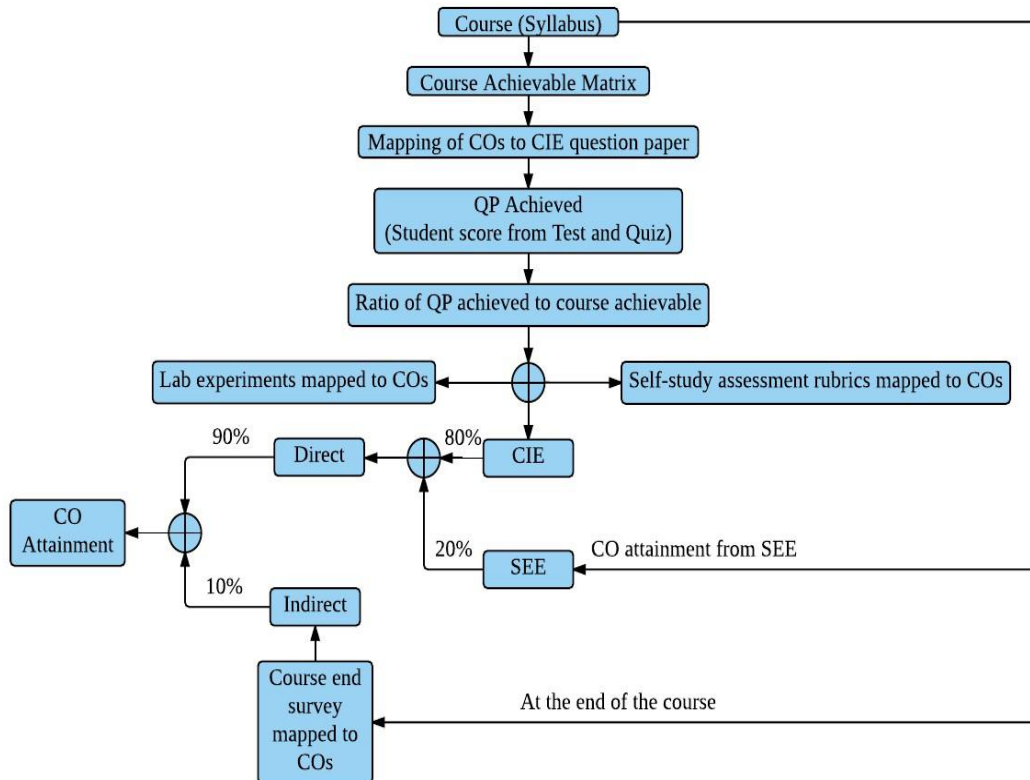 Course (Syllabus)
Course Achievable Matrix
Mapping of COs to CIE question paper
QP Achieved
(Student score from Test and Quiz)
Ratio of QP achieved to course achievable
Lab experiments mapped to COs
Self-study assessment rubrics mapped to COs
90%
Direct
80%
CIE
CO
Attainment
20%
SEE
CO attainment from SEE
10%
Indirect
Course end
survey
mapped to
COs
At the end of the course